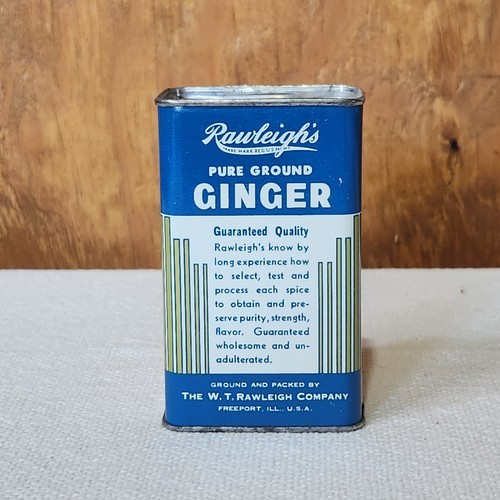 Rawleigh's
TRADE MARK REG. U.S. PAT. OFF.
PURE GROUND
GINGER
Guaranteed Quality
Rawleigh's know by
long experience how
to select, test and
process each spice
to obtain and pre-
serve purity, strength,
flavor. Guaranteed
wholesome and un-
adulterated.
GROUND AND PACKED BY
THE W. T. RAWLEIGH COMPANY
FREEPORT, ILL., U.S.A.